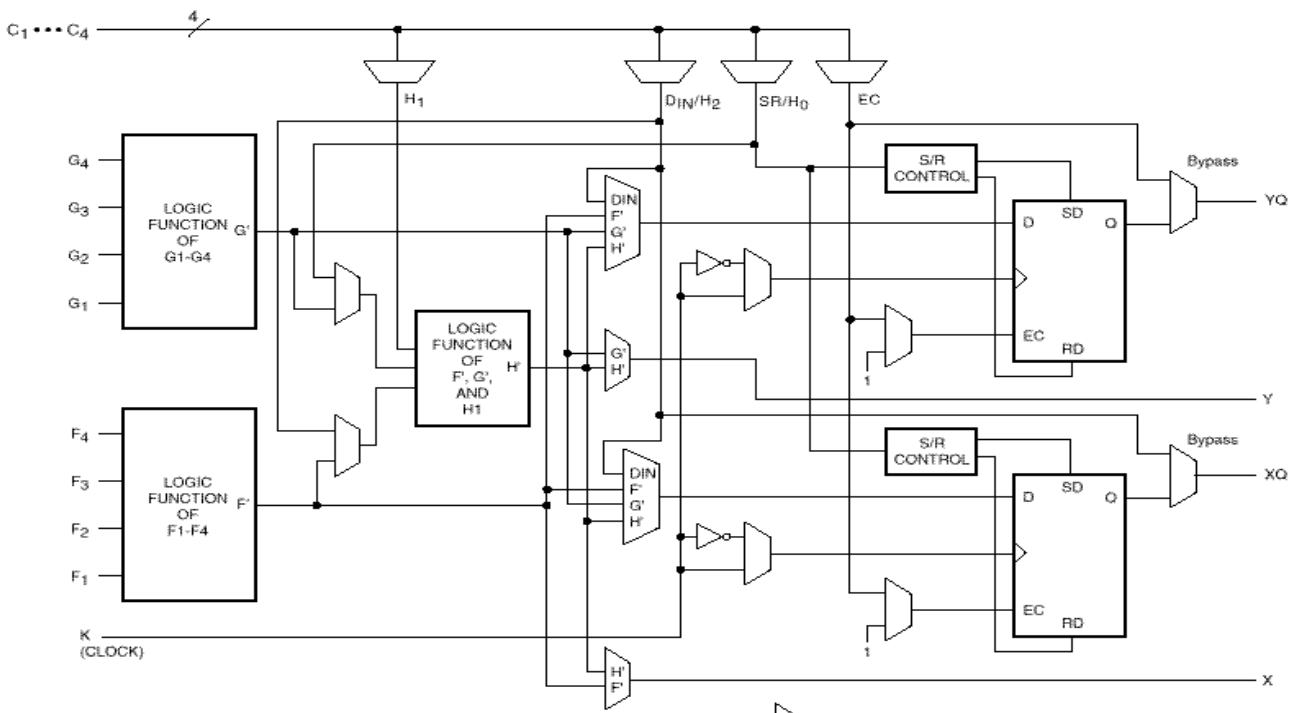 C1 ••• C4
4
H1
DIN/H2
SR/H0
EC
G4
G3
G2
G1
LOGIC
FUNCTION
OF
G1-G4
G'
DIN
F'
G'
H'
S/R
CONTROL
D
SD
Q
EC
RD
1
Bypass
YQ
LOGIC
FUNCTION
OF
F', G',
AND
H1
H'
G'
H'
Y
F4
F3
F2
F1
LOGIC
FUNCTION
OF
F1-F4
F'
DIN
F'
G'
H'
S/R
CONTROL
D
SD
Q
EC
RD
1
Bypass
XQ
K
(CLOCK)
H'
F'
X